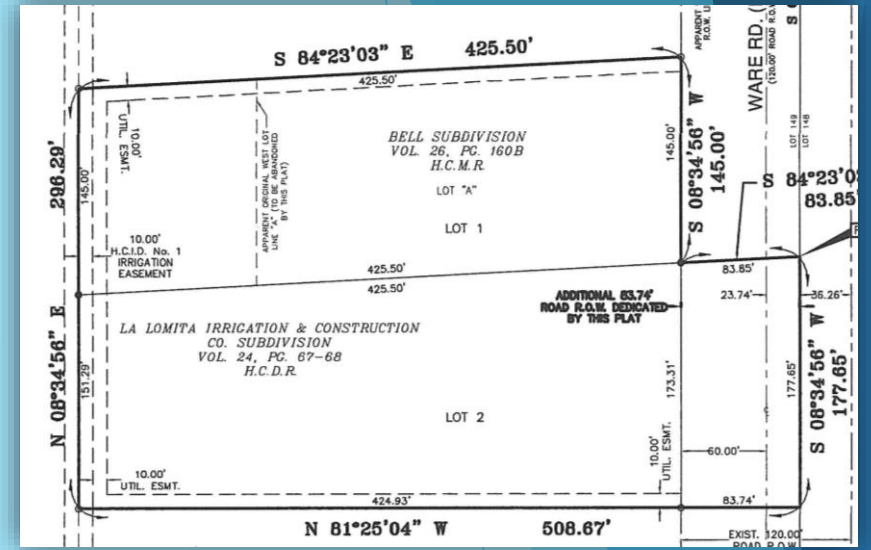 S 84°23'03" E 425.50'
425.50'
APPARENT
R.O.W. L
WARE RD. (
(120.00' ROAD R.O.W.
S 0
10.00'
UTIL. ESMT.
APPARENT ORIGINAL WEST LOT
LINE "A" (TO BE ABANDONED
BY THIS PLAT)
BELL SUBDIVISION
VOL. 26, PG. 160B
H.C.M.R.
LOT "A"
LOT 1
145.00'
S 08°34'56" W
145.00'
LOT 149
LOT 148
296.29'
145.00'
S 84°23'03
83.85'
10.00'
H.C.I.D. No. 1
IRRIGATION
EASEMENT
425.50'
425.50'
83.85'
ADDITIONAL 83.74'
ROAD R.O.W. DEDICATED
BY THIS PLAT
23.74'
36.26'
LA LOMITA IRRIGATION & CONSTRUCTION
CO. SUBDIVISION
VOL. 24, PG. 67-68
H.C.D.R.
N 08°34'56" E
151.29'
173.31'
177.65'
S 08°34'56" W
177.65'
LOT 2
10.00'
UTIL. ESMT.
10.00'
UTIL. ESMT.
60.00'
424.93'
83.74'
N 81°25'04" W 508.67'
EXIST. 120.00'
ROAD R.O.W.